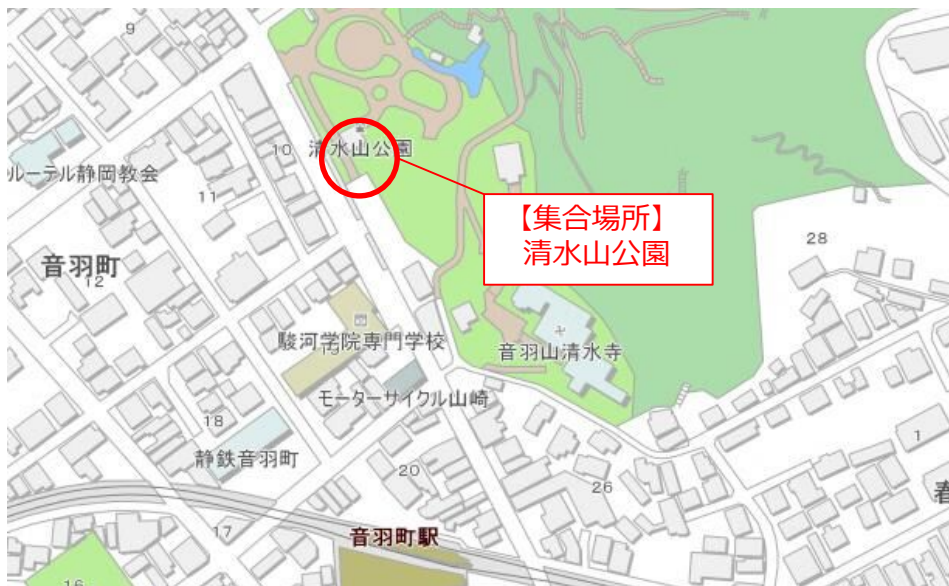 9
10
清水山公園
ルーテル静岡教会
11
【集合場所】
清水山公園
28
音羽町
12
駿河学院専門学校
19
音羽山清水寺
モーターサイクル山崎
18
1
静鉄音羽町
20
26
春
17
音羽町駅
16